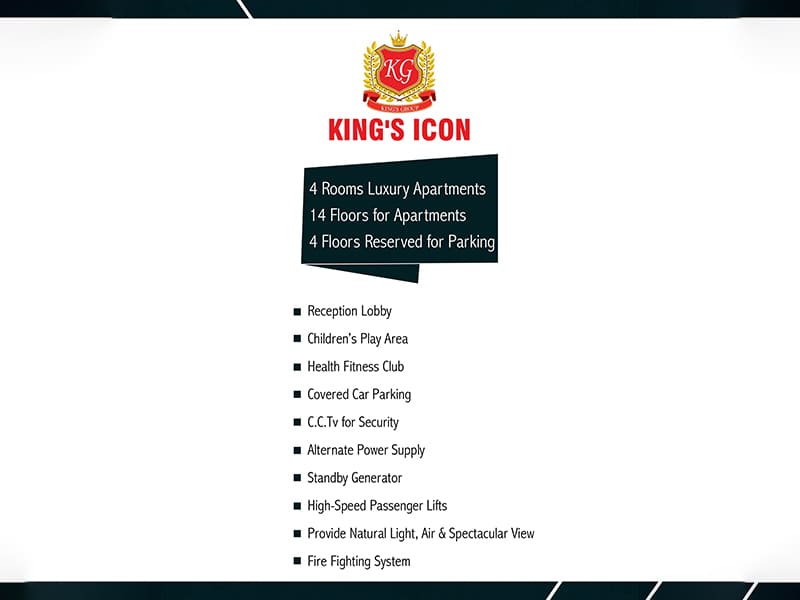 KG
KING'S GROUP
KING'S ICON
4 Rooms Luxury Apartments
14 Floors for Apartments
4 Floors Reserved for Parking
Reception Lobby
Children's Play Area
Health Fitness Club
Covered Car Parking
C.C.Tv for Security
Alternate Power Supply
Standby Generator
High-Speed Passenger Lifts
Provide Natural Light, Air & Spectacular View
Fire Fighting System